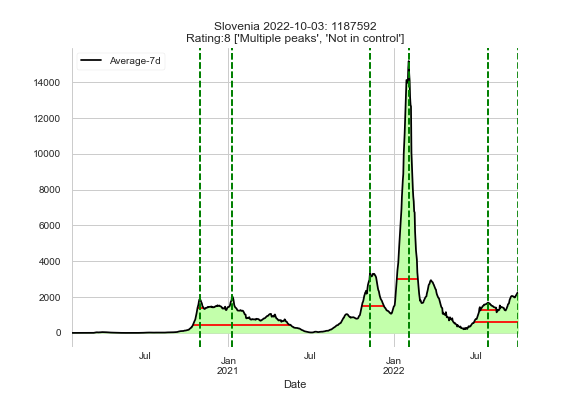 Slovenia 2022-10-03: 1187592
Rating:8 ['Multiple peaks', 'Not in control']
Average-7d
14000
12000
10000
8000
6000
4000
2000
0
Jul
Jan
2021
Jul
Jan
2022
Jul
Date